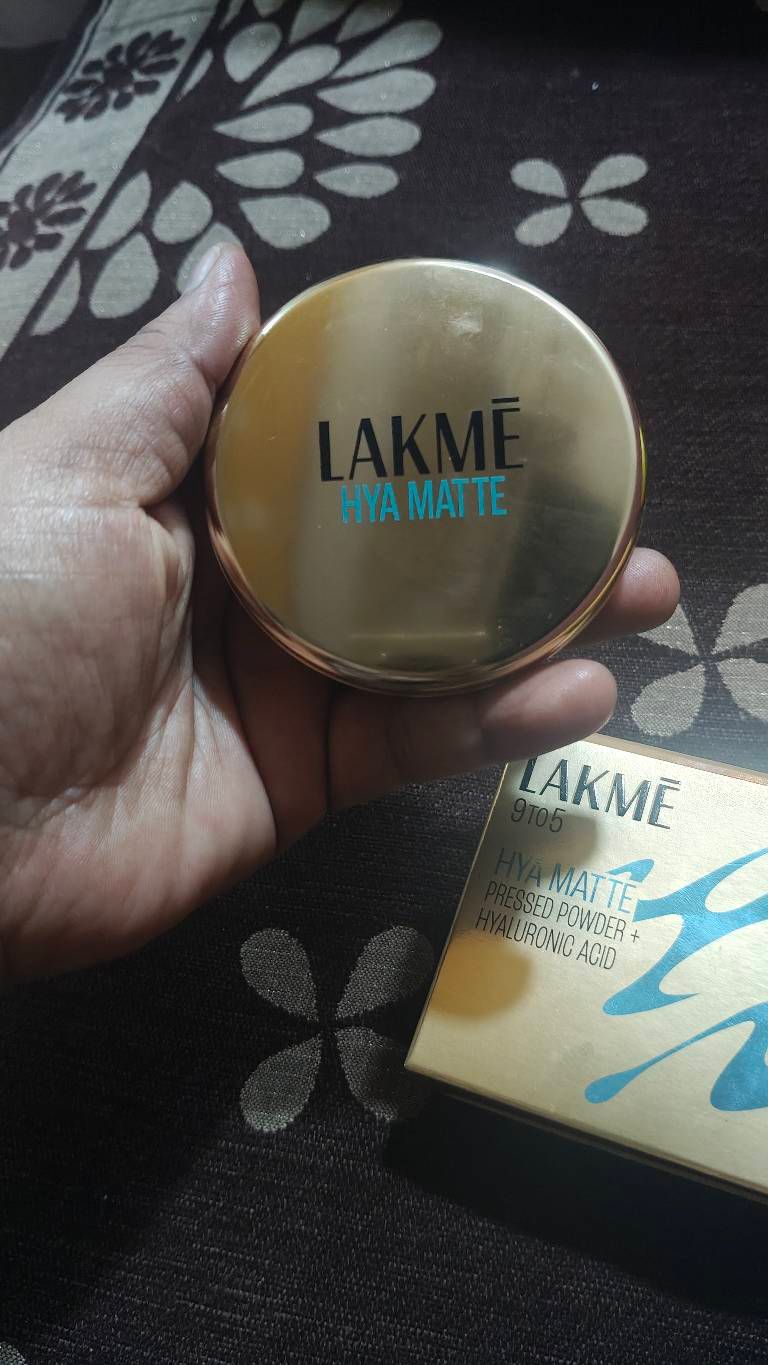 LAKMĒ
HYA MATTE
LAKMĒ
9TO5
HYA MATTE
PRESSED POWDER +
HYALURONIC ACID